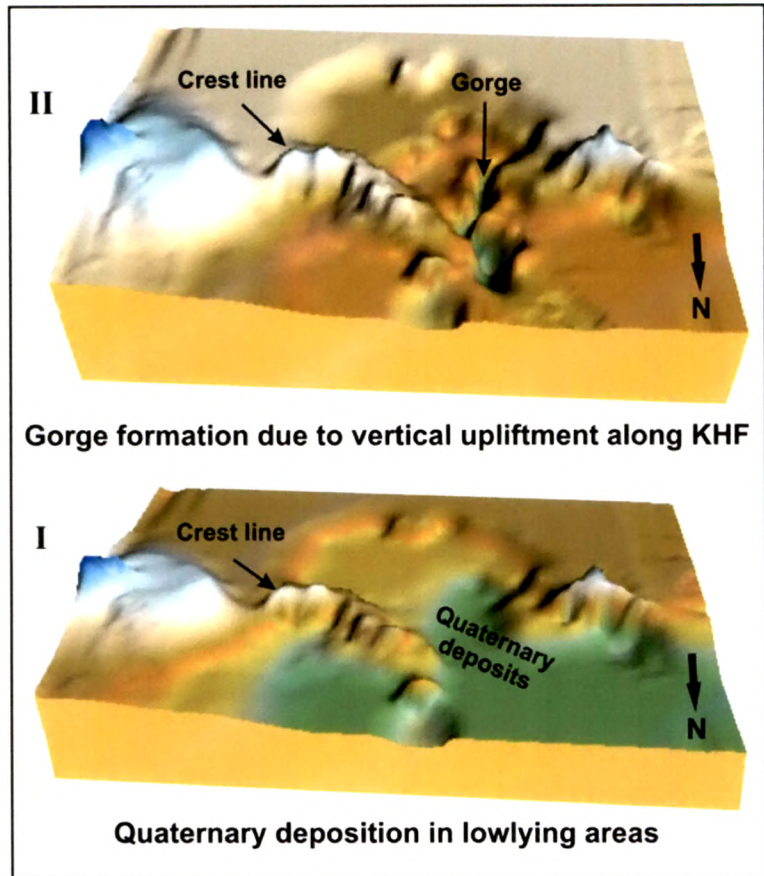 II
Crest line
Gorge
N
Gorge formation due to vertical upliftment along KHF
I
Crest line
Quaternary
deposits
N
Quaternary deposition in lowlying areas